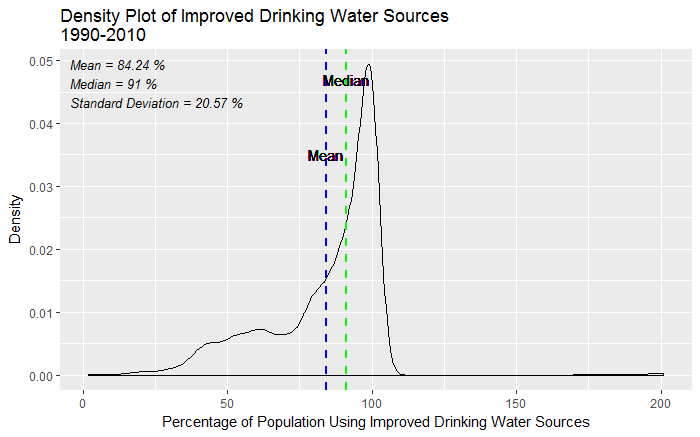 Density Plot of Improved Drinking Water Sources
1990-2010
Mean = 84.24 %
Median = 91 %
Standard Deviation = 20.57 %
Median
Mean
0.05
0.04
0.03
0.02
0.01
0.00
Density
0
50
100
150
200
Percentage of Population Using Improved Drinking Water Sources